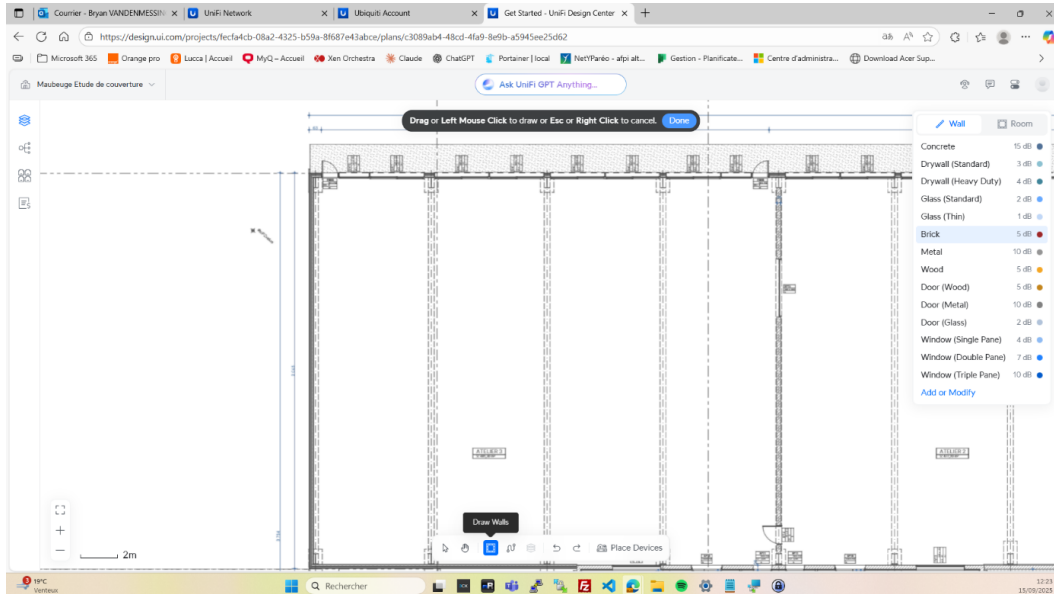 Courrier - Bryan VANDENMESSIN
UniFi Network
Ubiquiti Account
Get Started - UniFi Design Center
https://design.ui.com/projects/fecfa4cb-08a2-4325-b59a-8f687e43abce/plans/c3089ab4-48cd-4fa9-8e9b-a5945ee25d62
Microsoft 365
Orange pro
Lucca | Accueil
MyQ – Accueil
Xen Orchestra
Claude
ChatGPT
Portainer | local
NetYParéo – afpi alt...
Gestion - Planificate...
Centre d'administra...
Download Acer Sup...
Maubeuge Etude de couverture
Ask UniFi GPT Anything...
Drag or Left Mouse Click to draw or Esc or Right Click to cancel. Done
Wall Room
Concrete 15 dB
Drywall (Standard) 3 dB
Drywall (Heavy Duty) 4 dB
Glass (Standard) 2 dB
Glass (Thin) 1 dB
Brick 5 dB
Metal 10 dB
Wood 5 dB
Door (Wood) 5 dB
Door (Metal) 10 dB
Door (Glass) 2 dB
Window (Single Pane) 4 dB
Window (Double Pane) 7 dB
Window (Triple Pane) 10 dB
Add or Modify
Draw Walls
Place Devices
2m
3
19°C
Venteux
Rechercher
12:23
15/09/2025